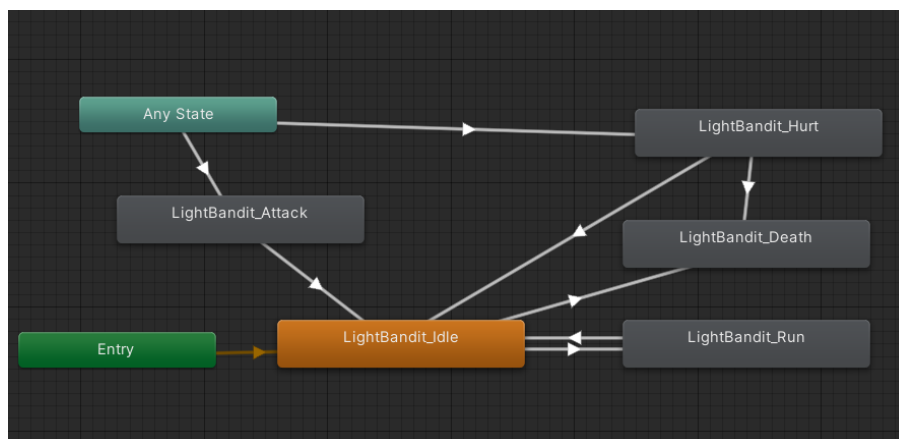 Any State
LightBandit_Hurt
LightBandit_Attack
LightBandit_Death
LightBandit_Idle
LightBandit_Run
Entry